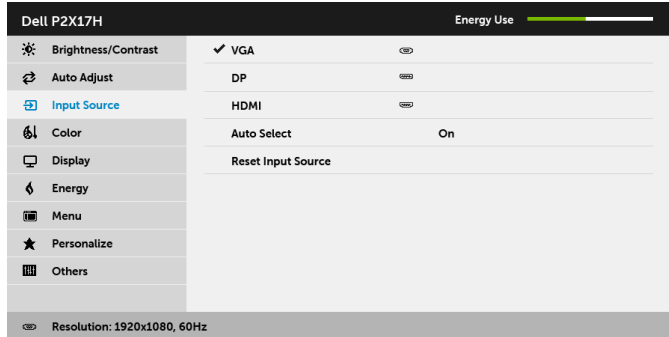 Dell P2X17H
Energy Use
Brightness/Contrast
Auto Adjust
Input Source
Color
Display
Energy
Menu
Personalize
Others
VGA
DP
HDMI
Auto Select On
Reset Input Source
Resolution: 1920x1080, 60Hz